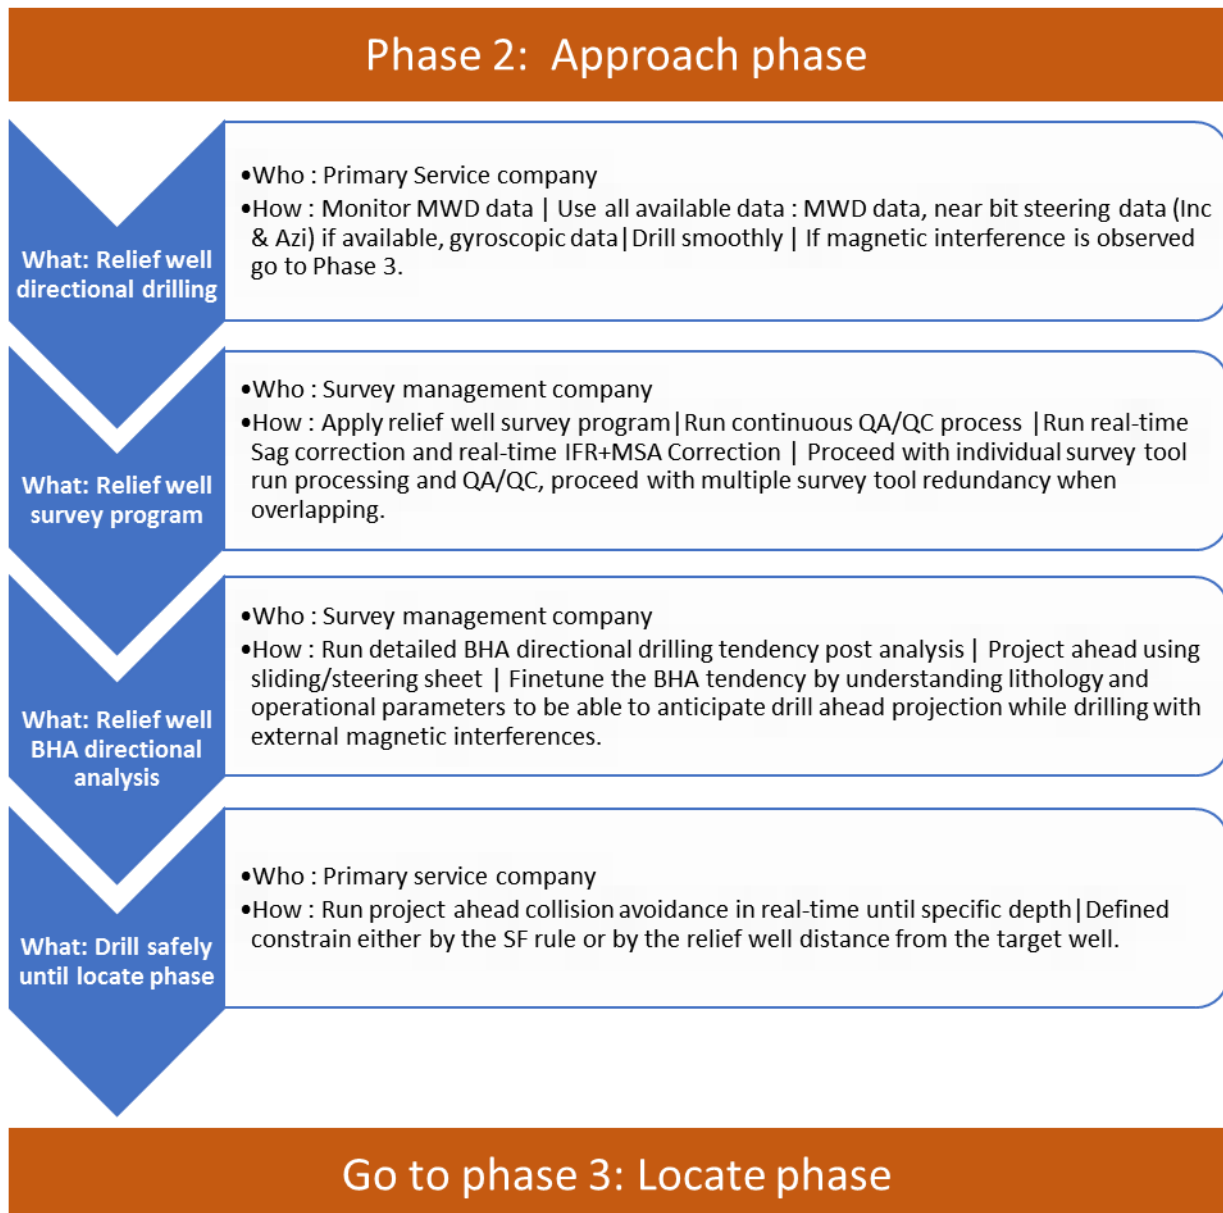 Phase 2:  Approach phase
What: Relief well
directional drilling
•Who : Primary Service company
•How : Monitor MWD data | Use all available data : MWD data, near bit steering data (Inc
& Azi) if available, gyroscopic data|Drill smoothly | If magnetic interference is observed
go to Phase 3.
What: Relief well
survey program
•Who : Survey management company
•How : Apply relief well survey program|Run continuous QA/QC process |Run real-time
Sag correction and real-time IFR+MSA Correction | Proceed with individual survey tool
run processing and QA/QC, proceed with multiple survey tool redundancy when
overlapping.
What: Relief well
BHA directional
analysis
•Who : Survey management company
•How : Run detailed BHA directional drilling tendency post analysis | Project ahead using
sliding/steering sheet | Finetune the BHA tendency by understanding lithology and
operational parameters to be able to anticipate drill ahead projection while drilling with
external magnetic interferences.
What: Drill safely
until locate phase
•Who : Primary service company
•How : Run project ahead collision avoidance in real-time until specific depth|Defined
constrain either by the SF rule or by the relief well distance from the target well.
Go to phase 3: Locate phase